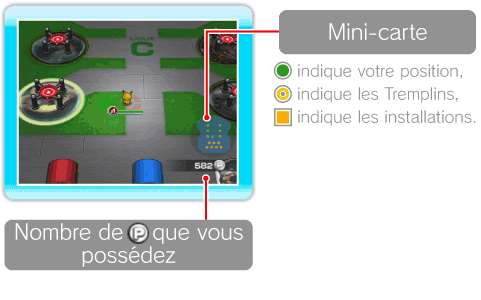 Mini-carte
indique votre position,
indique les Tremplins,
indique les installations.
C
582 P
Nombre de P que vous
possédez